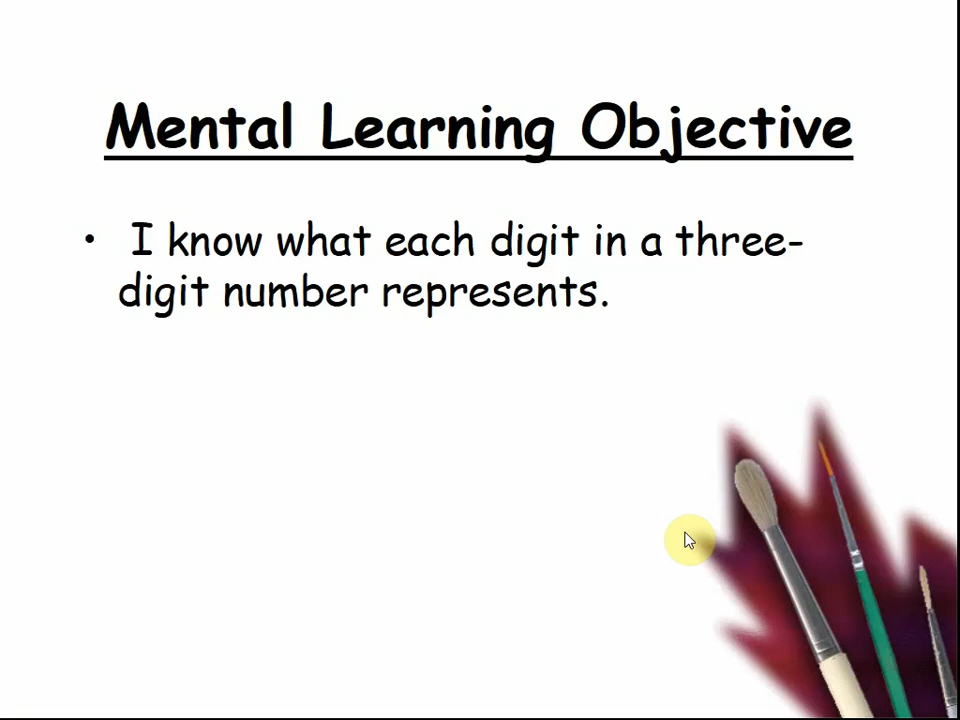 Mental Learning Objective
• I know what each digit in a three-
digit number represents.